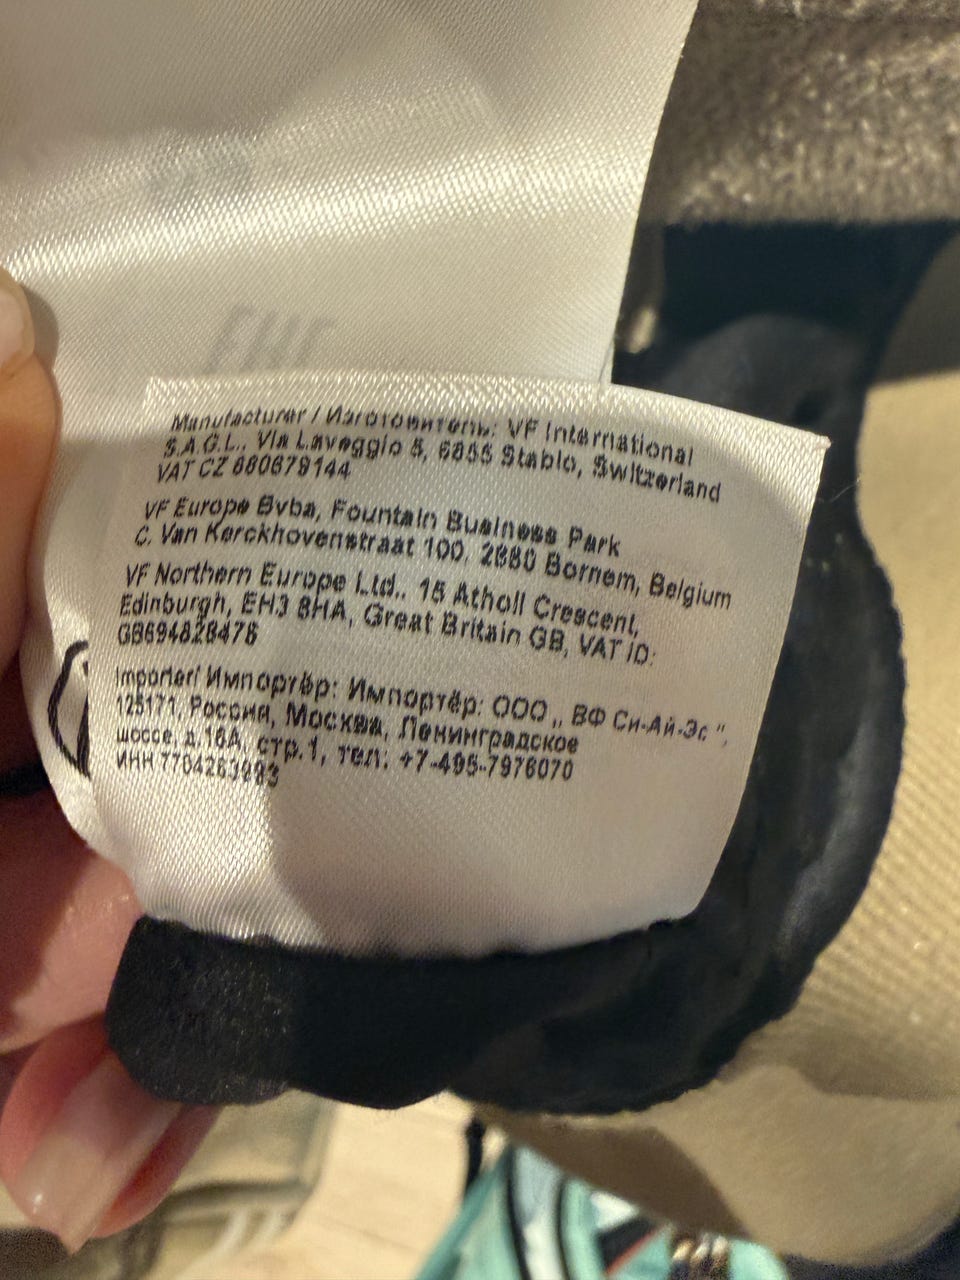 Manufacturer / Изготовитель: VF International
S.A.G.L., Via Laveggio 5, 6855 Stabio, Switzerland
VAT CZ 680679144
VF Europe Bvba, Fountain Business Park
C. Van Kerckhovenstraat 100, 2880 Bornem, Belgium
VF Northern Europe Ltd., 15 Atholl Crescent,
Edinburgh, EH3 8HA, Great Britain GB, VAT ID:
GB694828476
Importer/ Импортёр: Импортёр: ООО „ ВФ Си-Ай-Эс ",
125171, Россия, Москва, Ленинградское
шоссе, д.16А, стр.1, тел: +7-495-7976070
ИНН 7704263993